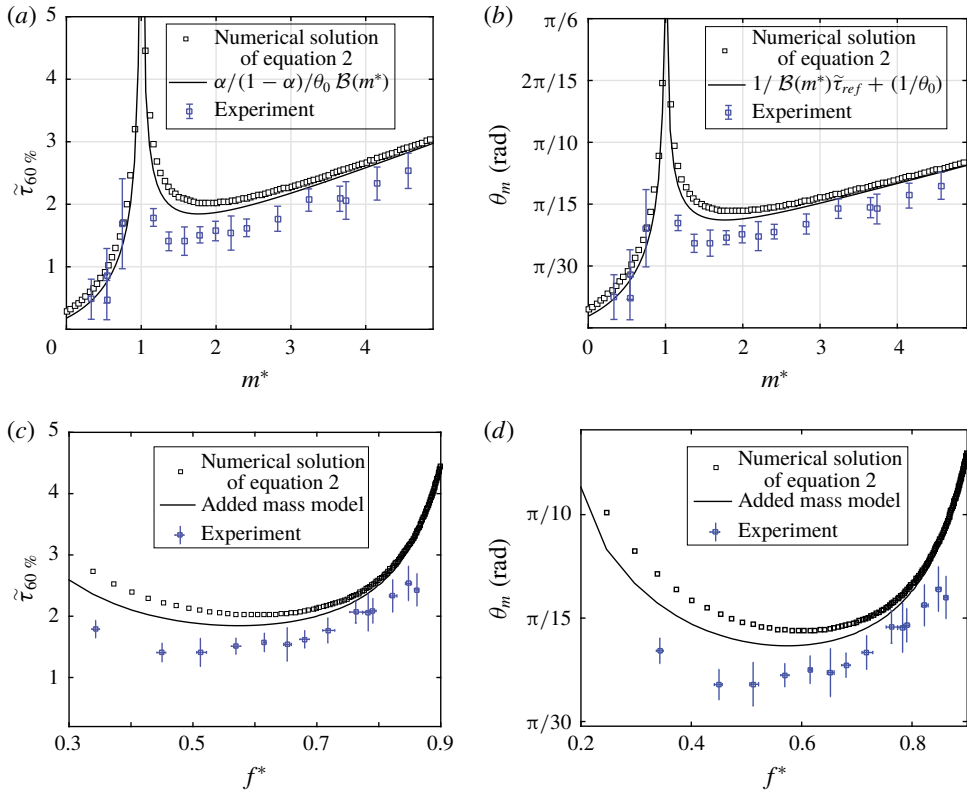 (a)
5
4
3
2
1
0
1
2
3
4
τ̃60 %
m*
Numerical solution
of equation 2
α/(1 − α)/θ0 B(m*)
Experiment
(b)
π/6
2π/15
π/10
π/15
π/30
0
1
2
3
4
θm (rad)
m*
Numerical solution
of equation 2
1/ B(m*)τ̃ref + (1/θ0)
Experiment
(c)
5
4
3
2
1
0.3
0.5
0.7
0.9
τ̃60 %
f*
Numerical solution
of equation 2
Added mass model
Experiment
(d)
π/10
π/15
π/30
0.2
0.4
0.6
0.8
θm (rad)
f*
Numerical solution
of equation 2
Added mass model
Experiment